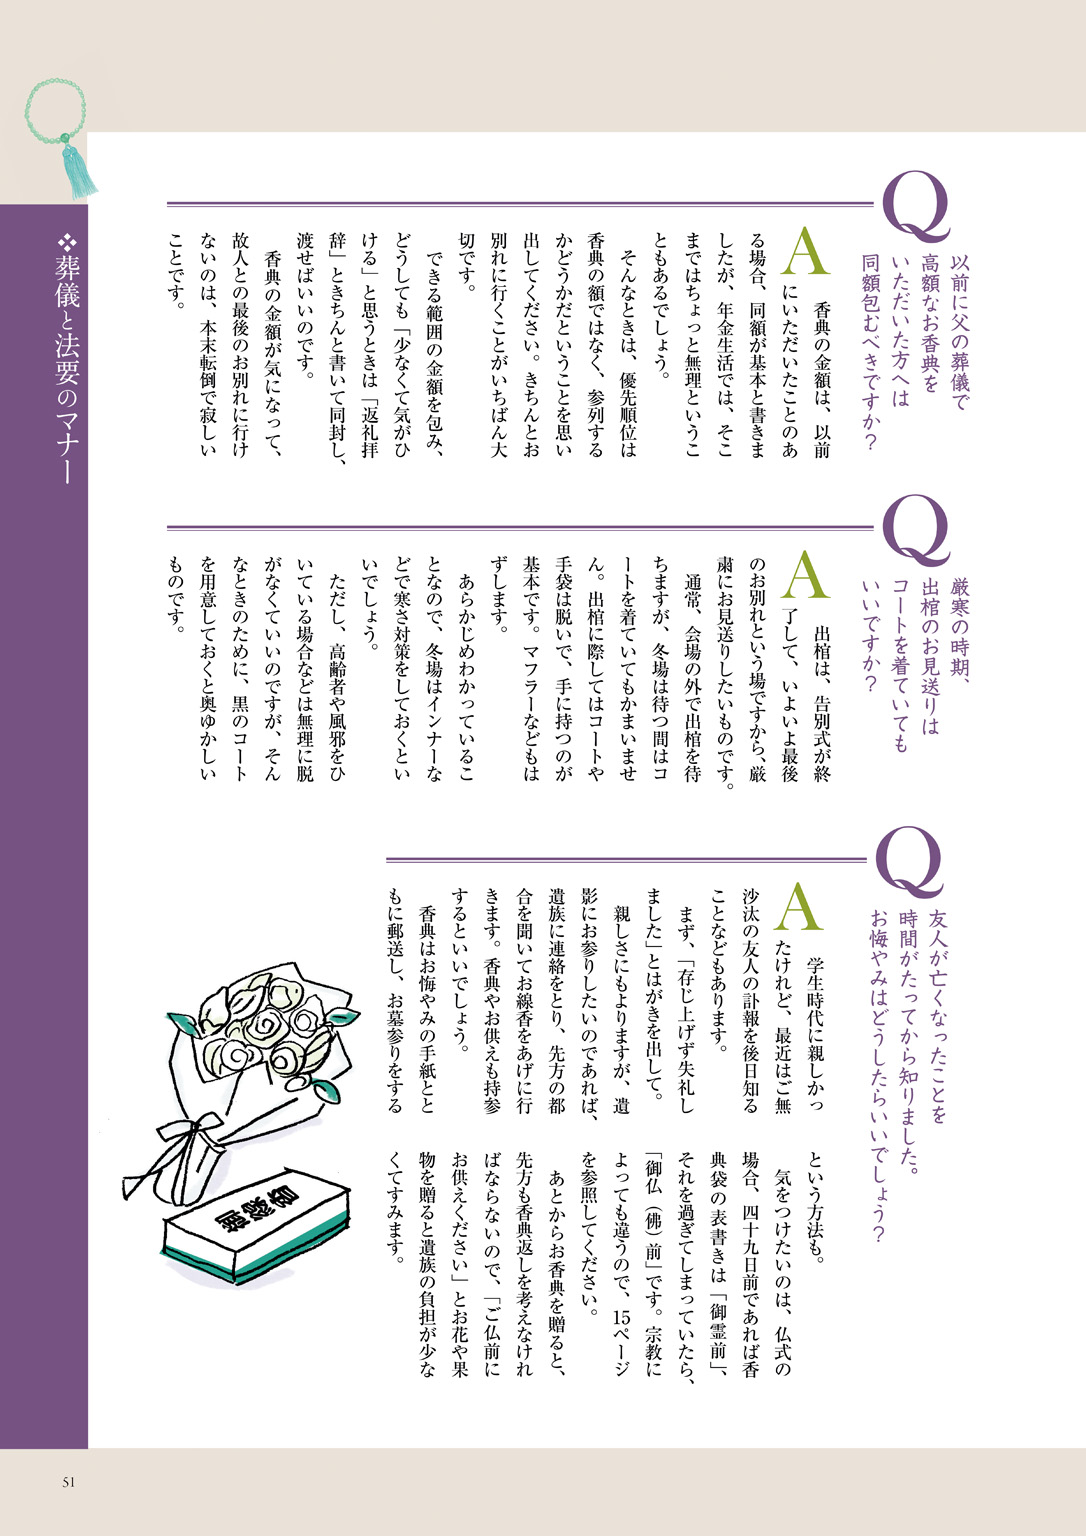 ❖葬儀と法要のマナー
Q
以前に父の葬儀で
高額なお香典を
いただいた方へは
同額包むべきですか？
A
香典の金額は、以前
にいただいたことのあ
る場合、同額が基本と書きま
したが、年金生活では、そこ
まではちょっと無理というこ
ともあるでしょう。
そんなときは、優先順位は
香典の額ではなく、参列する
かどうかだということを思い
出してください。きちんとお
別れに行くことがいちばん大
切です。
できる範囲の金額を包み、
どうしても「少なくて気がひ
ける」と思うときは「返礼拝
辞」ときちんと書いて同封し、
渡せばいいのです。
香典の金額が気になって、
故人との最後のお別れに行け
ないのは、本末転倒で寂しい
ことです。
Q
厳寒の時期、
出棺のお見送りは
コートを着ていても
いいですか？
A
出棺は、告別式が終
了して、いよいよ最後
のお別れという場ですから、厳
粛にお見送りしたいものです。
通常、会場の外で出棺を待
ちますが、冬場は待つ間はコ
ートを着ていてもかまいませ
ん。出棺に際してはコートや
手袋は脱いで、手に持つのが
基本です。マフラーなどもは
ずします。
あらかじめわかっているこ
となので、冬場はインナーな
どで寒さ対策をしておくとい
いでしょう。
ただし、高齢者や風邪をひ
いている場合などは無理に脱
がなくていいのですが、そん
なときのために、黒のコート
を用意しておくと奥ゆかしい
ものです。
Q
友人が亡くなったことを
時間がたってから知りました。
お悔やみはどうしたらいいでしょう？
A
学生時代に親しかっ
たけれど、最近はご無
沙汰の友人の訃報を後日知る
ことなどもあります。
まず、「存じ上げず失礼し
ました」とはがきを出して。
親しさにもよりますが、遺
影にお参りしたいのであれば、
遺族に連絡をとり、先方の都
合を聞いてお線香をあげに行
きます。香典やお供えも持参
するといいでしょう。
香典はお悔やみの手紙とと
もに郵送し、お墓参りをする
という方法も。
気をつけたいのは、仏式の
場合、四十九日前であれば香
典袋の表書きは「御霊前」、
それを過ぎてしまっていたら、
「御仏（佛）前」です。宗教に
よっても違うので、15ページ
を参照してください。
あとからお香典を贈ると、
先方も香典返しを考えなけれ
ばならないので、「ご仏前に
お供えください」とお花や果
物を贈ると遺族の負担が少な
くてすみます。
御線香
51